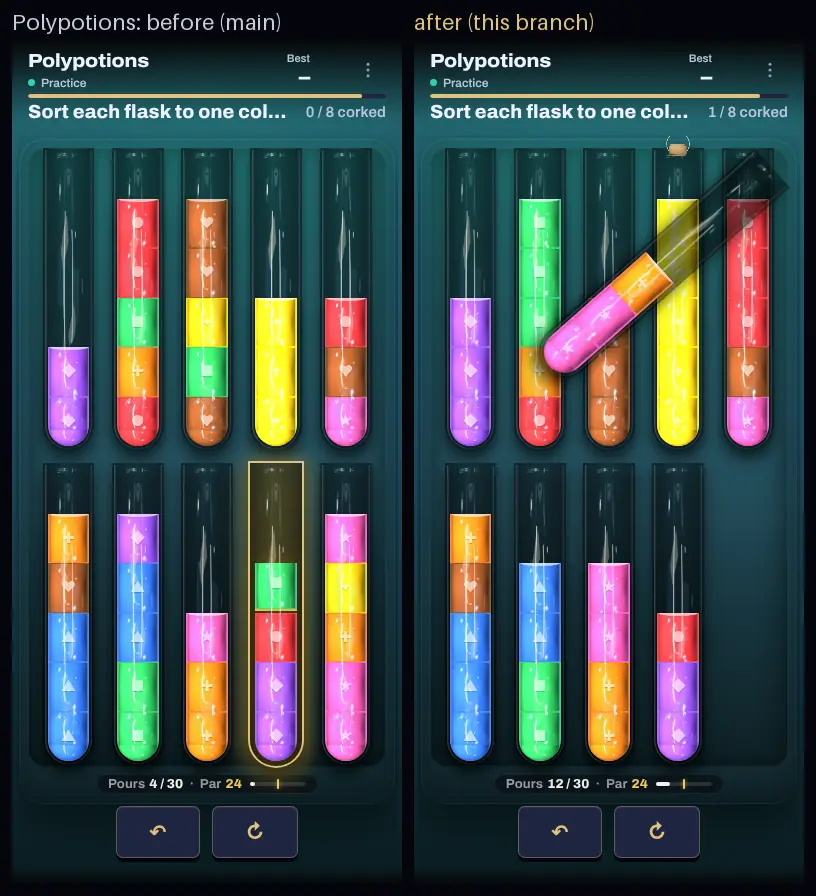 Polypotions: before (main)
after (this branch)
Polypotions
Best
Practice
–
Sort each flask to one col...
0 / 8 corked
Pours 4 / 30 · Par 24
Polypotions
Best
Practice
–
Sort each flask to one col...
1 / 8 corked
Pours 12 / 30 · Par 24